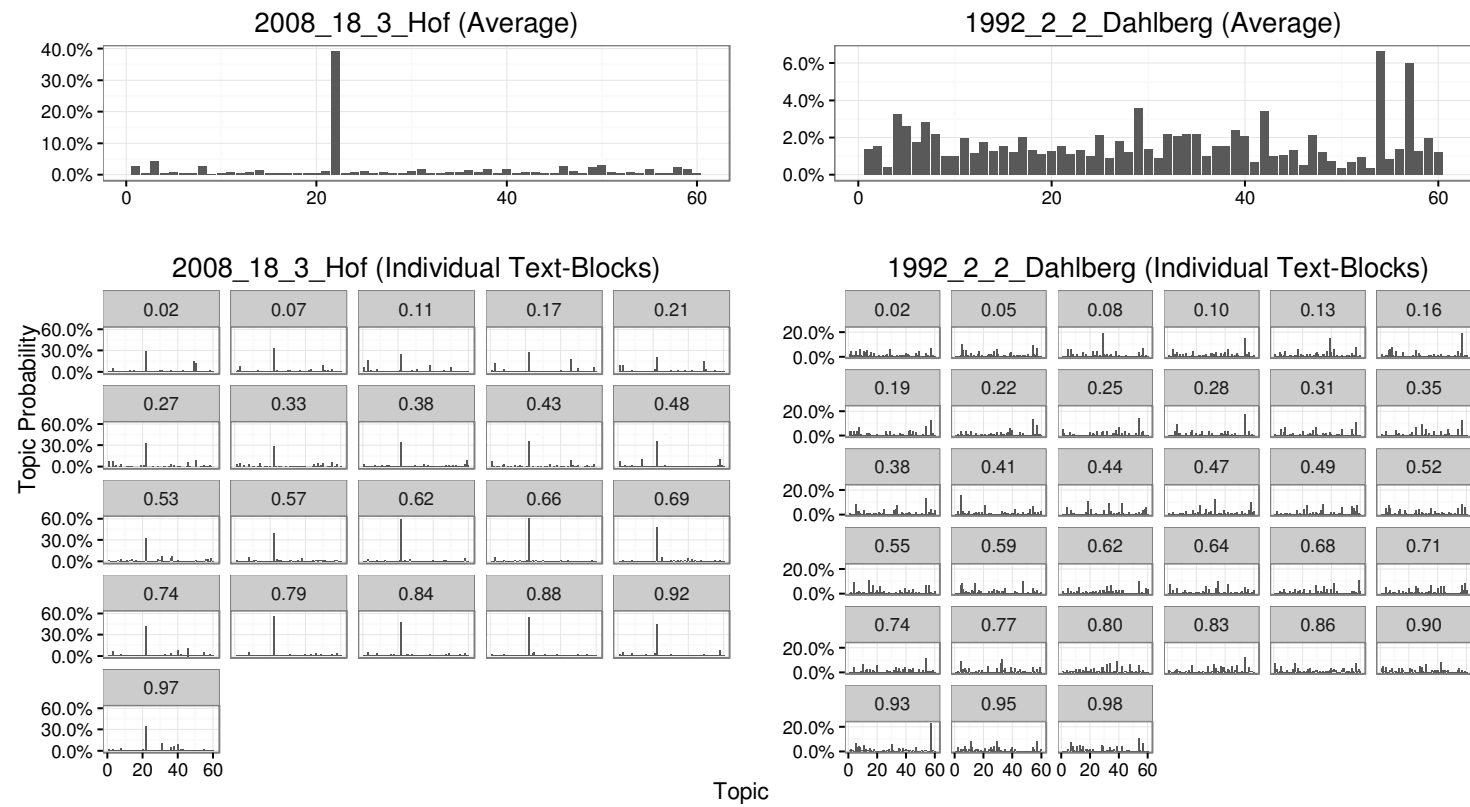 2008_18_3_Hof (Average)
40.0%
30.0%
20.0%
10.0%
0.0%
0 20 40 60
1992_2_2_Dahlberg (Average)
6.0%
4.0%
2.0%
0.0%
0 20 40 60
2008_18_3_Hof (Individual Text-Blocks)
Topic Probability
0.02 0.07 0.11 0.17 0.21
60.0%
30.0%
0.0%
0.27 0.33 0.38 0.43 0.48
60.0%
30.0%
0.0%
0.53 0.57 0.62 0.66 0.69
60.0%
30.0%
0.0%
0.74 0.79 0.84 0.88 0.92
60.0%
30.0%
0.0%
0.97
60.0%
30.0%
0.0%
0 20 40 60
1992_2_2_Dahlberg (Individual Text-Blocks)
0.02 0.05 0.08 0.10 0.13 0.16
20.0%
0.0%
0.19 0.22 0.25 0.28 0.31 0.35
20.0%
0.0%
0.38 0.41 0.44 0.47 0.49 0.52
20.0%
0.0%
0.55 0.59 0.62 0.64 0.68 0.71
20.0%
0.0%
0.74 0.77 0.80 0.83 0.86 0.90
20.0%
0.0%
0.93 0.95 0.98
20.0%
0.0%
0 20 40 60 0 20 40 60 0 20 40 60
Topic